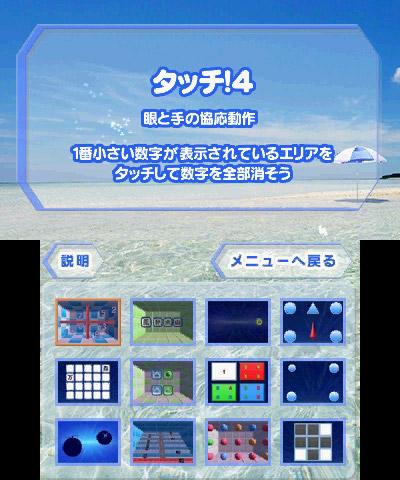 タッチ!4
眼と手の協応動作
1番小さい数字が表示されているエリアを
タッチして数字を全部消そう
説明
メニューへ戻る